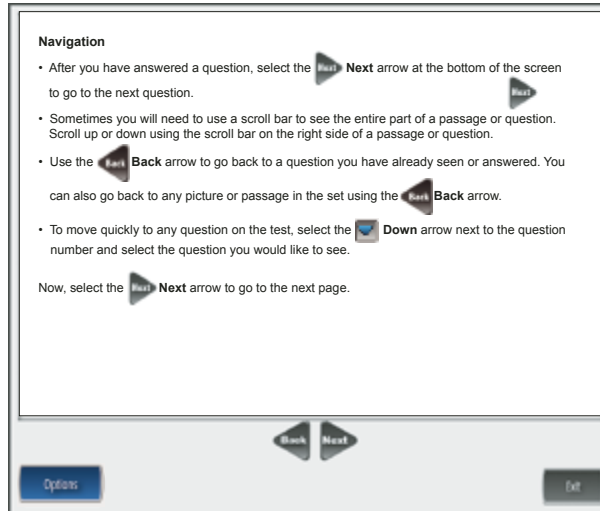 Navigation
• After you have answered a question, select the Next Next arrow at the bottom of the screen
to go to the next question. Next
• Sometimes you will need to use a scroll bar to see the entire part of a passage or question.
Scroll up or down using the scroll bar on the right side of a passage or question.
• Use the Back Back arrow to go back to a question you have already seen or answered. You
can also go back to any picture or passage in the set using the Back Back arrow.
• To move quickly to any question on the test, select the Down arrow next to the question
number and select the question you would like to see.
Now, select the Next Next arrow to go to the next page.
Back Next
Options Exit